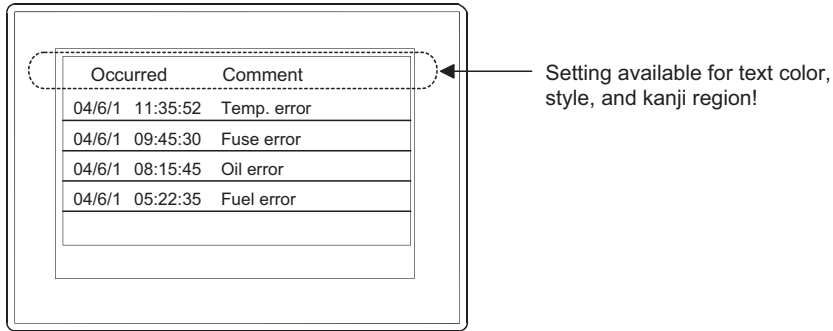 Occurred Comment
04/6/1 11:35:52 Temp. error
04/6/1 09:45:30 Fuse error
04/6/1 08:15:45 Oil error
04/6/1 05:22:35 Fuel error
Setting available for text color,
style, and kanji region!